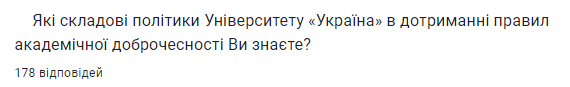 Які складові політики Університету «Україна» в дотриманні правил
академічної доброчесності Ви знаєте?
178 відповідей